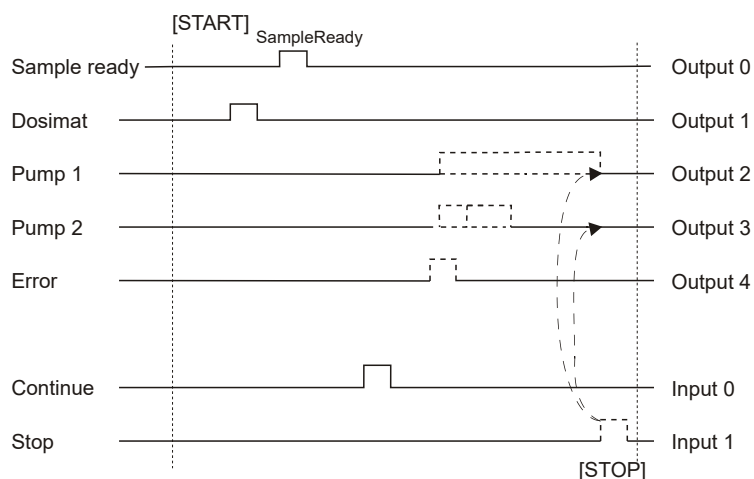 [START]
SampleReady
Sample ready Output 0
Dosimat Output 1
Pump 1 Output 2
Pump 2 Output 3
Error Output 4
Continue Input 0
Stop Input 1
[STOP]